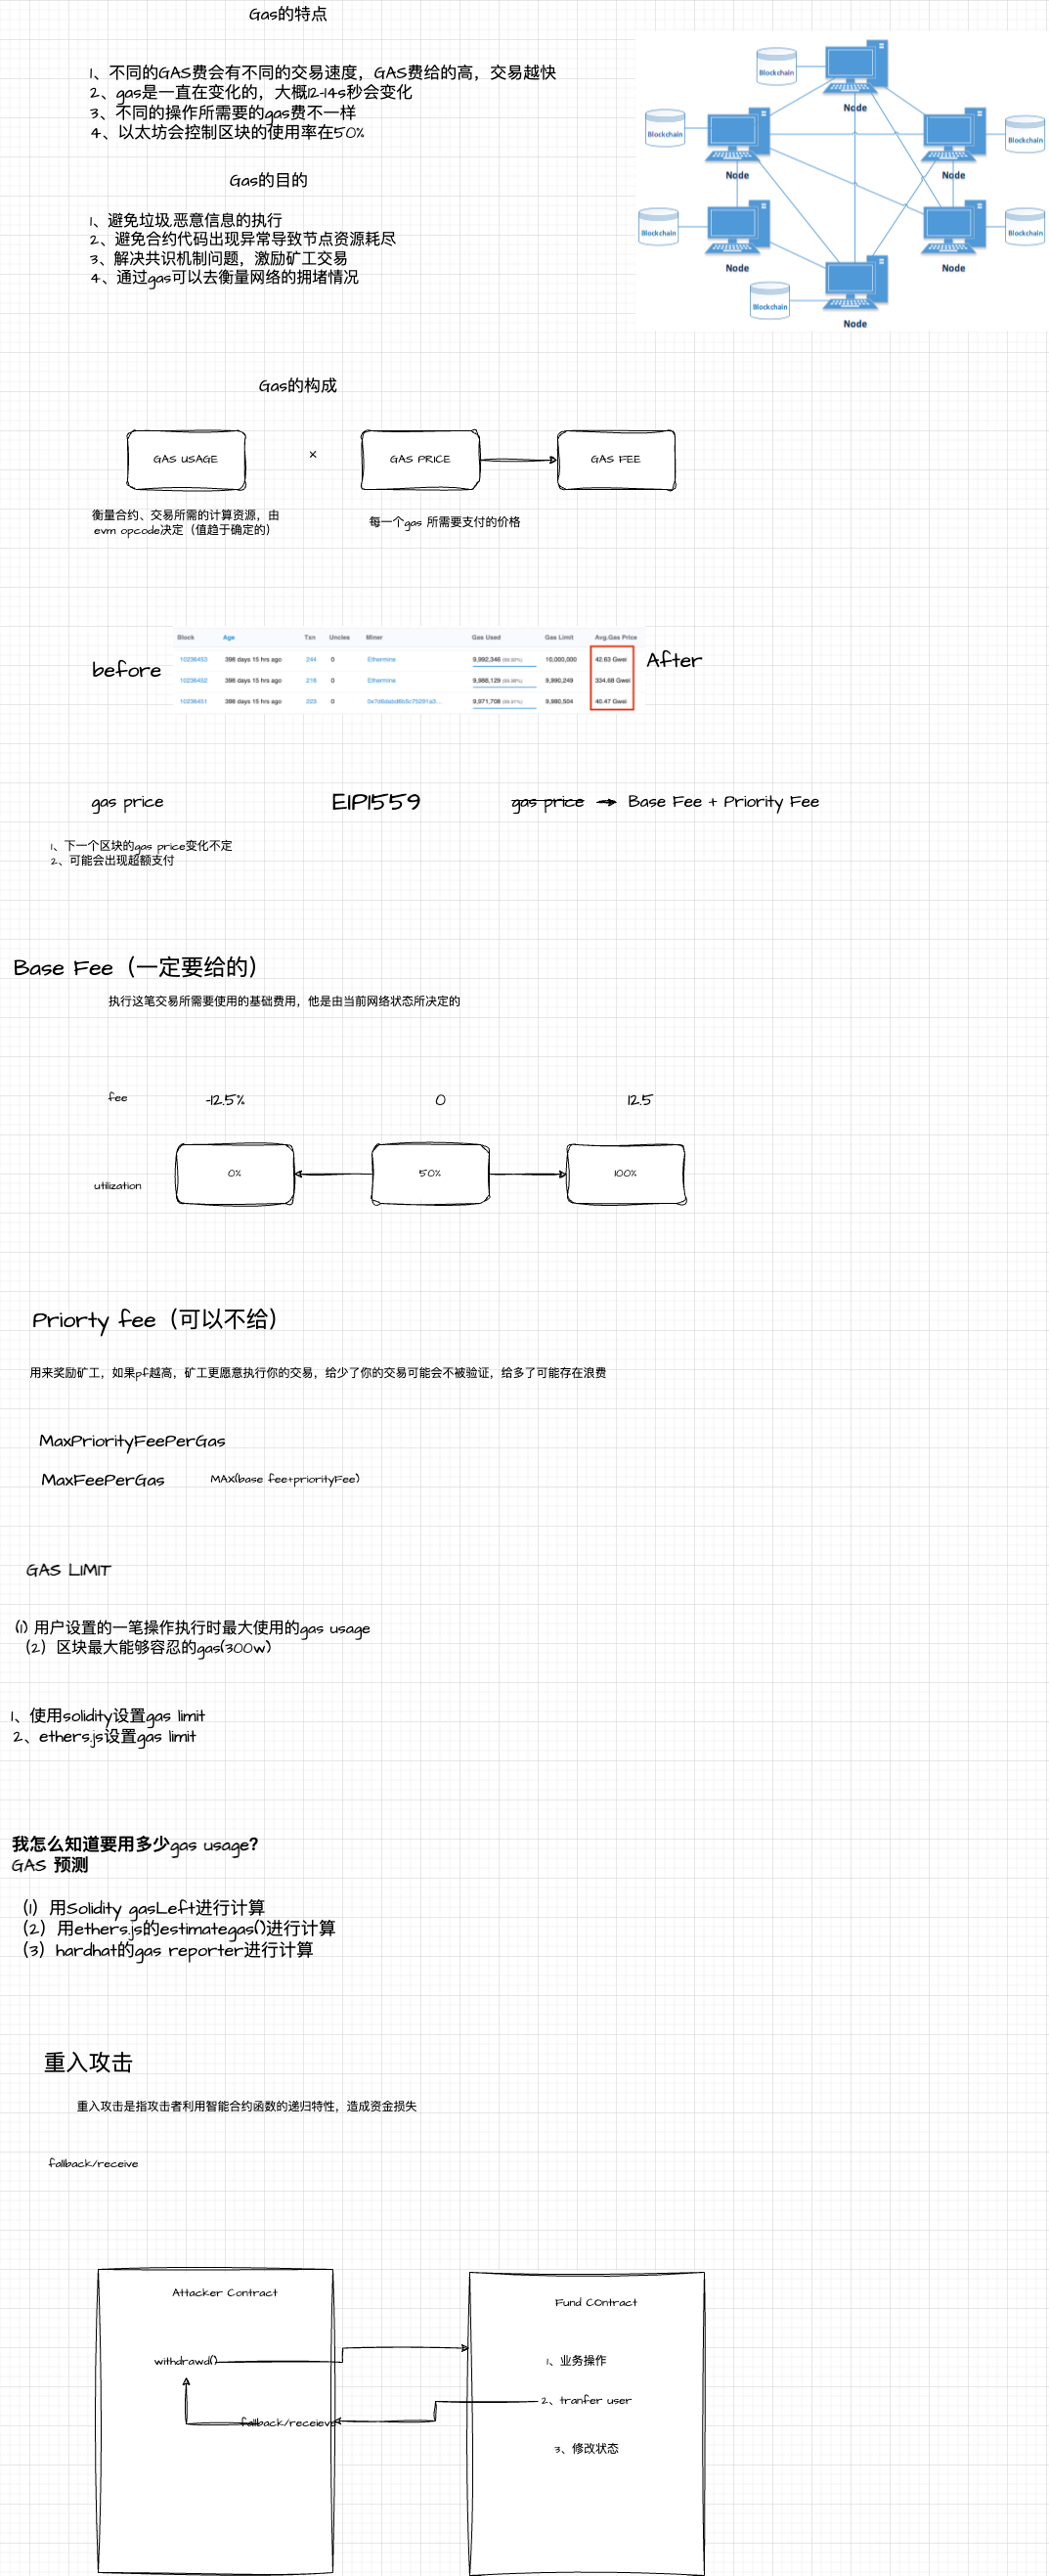 Gas的特点
1、不同的GAS费会有不同的交易速度，GAS费给的高，交易越快
2、gas是一直在变化的，大概12-14s秒会变化
3、不同的操作所需要的gas费不一样
4、以太坊会控制区块的使用率在50%
Blockchain
Node
Blockchain
Node
Blockchain
Node
Blockchain
Node
Blockchain
Node
Blockchain
Node
Gas的目的
1、避免垃圾,恶意信息的执行
2、避免合约代码出现异常导致节点资源耗尽
3、解决共识机制问题，激励矿工交易
4、通过gas可以去衡量网络的拥堵情况
Gas的构成
GAS USAGE
×
GAS PRICE
GAS FEE
衡量合约、交易所需的计算资源，由
evm opcode决定（值趋于确定的）
每一个gas 所需要支付的价格
before
Block Age Txn Uncles Miner Gas Used Gas Limit Avg.Gas Price
10236453 398 days 15 hrs ago 244 0 Ethermine 9,992,346 10,000,000 42.63 Gwei
10236452 398 days 15 hrs ago 218 0 Ethermine 9,988,129 9,990,249 334.68 Gwei
10236451 398 days 15 hrs ago 223 0 9,971,708 9,980,504 40.47 Gwei
After
gas price
EIP1559
gas price Base Fee + Priority Fee
1、下一个区块的gas price变化不定
2、可能会出现超额支付
Base Fee（一定要给的）
执行这笔交易所需要使用的基础费用，他是由当前网络状态所决定的
fee -12.5% 0 12.5
utilization 0% 50% 100%
Priorty fee（可以不给）
用来奖励矿工，如果pf越高，矿工更愿意执行你的交易，给少了你的交易可能会不被验证，给多了可能存在浪费
MaxPriorityFeePerGas
MaxFeePerGas MAX(base fee+priorityFee)
GAS LIMIT
(1) 用户设置的一笔操作执行时最大使用的gas usage
（2）区块最大能够容忍的gas(300w)
1、使用solidity设置gas limit
2、ethers.js设置gas limit
我怎么知道要用多少gas usage?
GAS 预测
（1）用Solidity gasLeft进行计算
（2）用ethers.js的estimategas()进行计算
（3）hardhat的gas reporter进行计算
重入攻击
重入攻击是指攻击者利用智能合约函数的递归特性，造成资金损失
fallback/receive
Attacker Contract
withdrawd()
fallback/receieve
Fund COntract
1、业务操作
2、tranfer user
3、修改状态